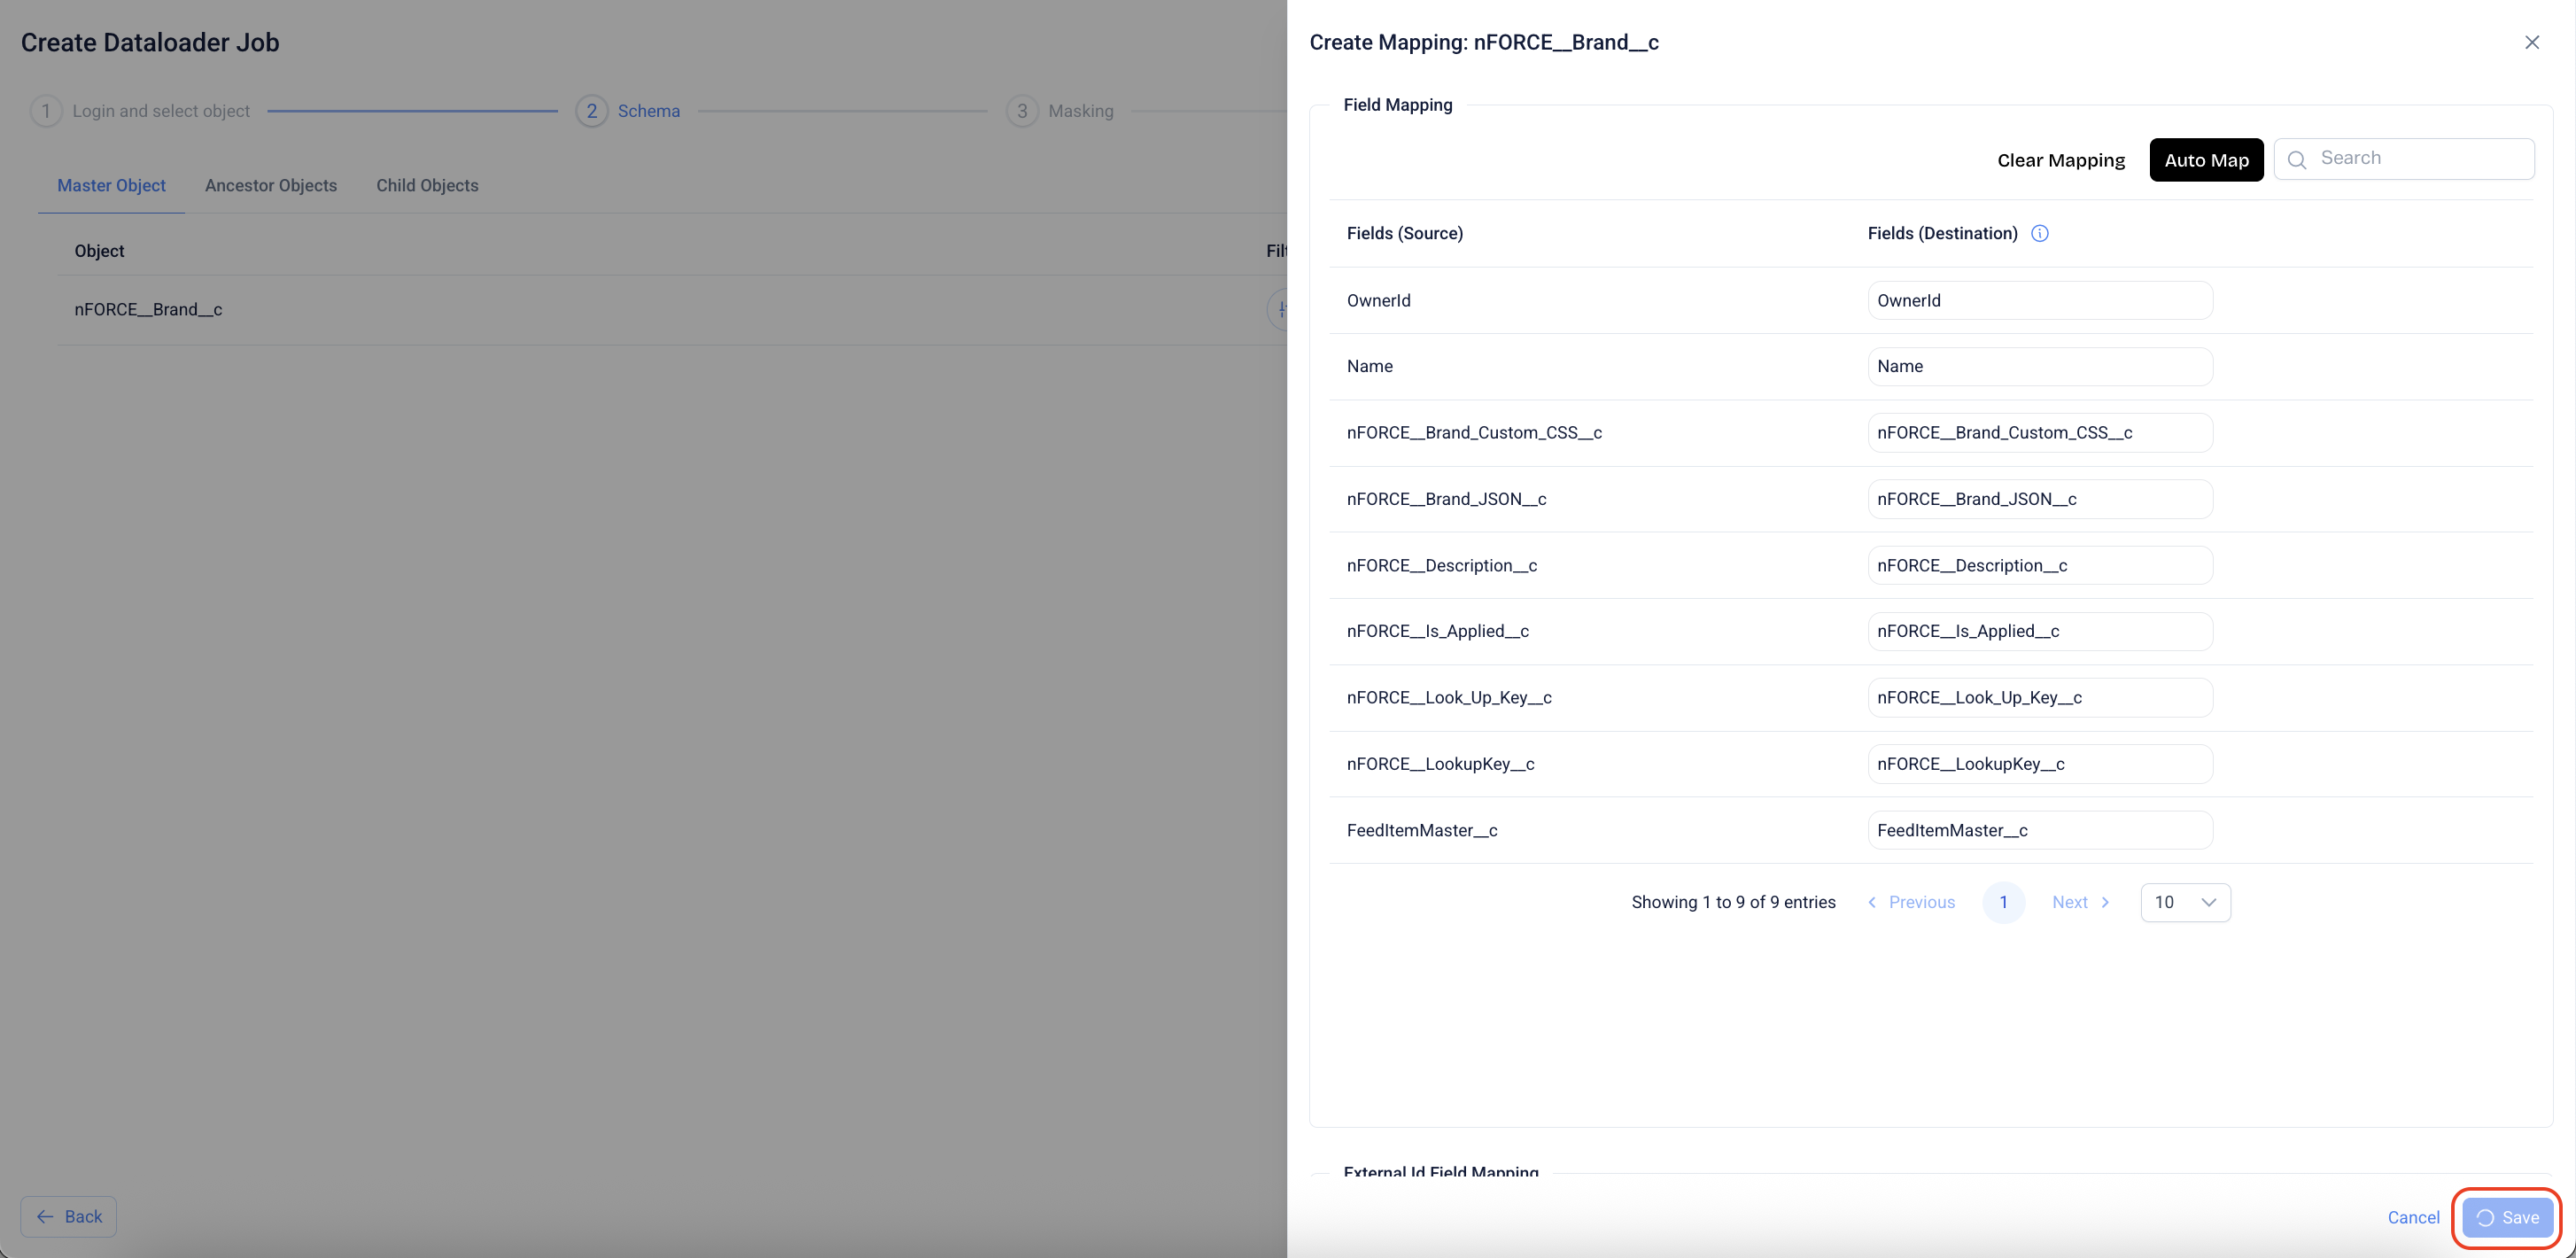 Create Dataloader Job
1 Login and select object
2 Schema
3 Masking
Master Object Ancestor Objects Child Objects
Object Filt
nFORCE__Brand__c
Back
Create Mapping: nFORCE__Brand__c
Field Mapping
Clear Mapping Auto Map Search
Fields (Source) Fields (Destination)
OwnerId OwnerId
Name Name
nFORCE__Brand_Custom_CSS__c nFORCE__Brand_Custom_CSS__c
nFORCE__Brand_JSON__c nFORCE__Brand_JSON__c
nFORCE__Description__c nFORCE__Description__c
nFORCE__Is_Applied__c nFORCE__Is_Applied__c
nFORCE__Look_Up_Key__c nFORCE__Look_Up_Key__c
nFORCE__LookupKey__c nFORCE__LookupKey__c
FeedItemMaster__c FeedItemMaster__c
Showing 1 to 9 of 9 entries Previous 1 Next 10
External Id Field Mapping
Cancel Save